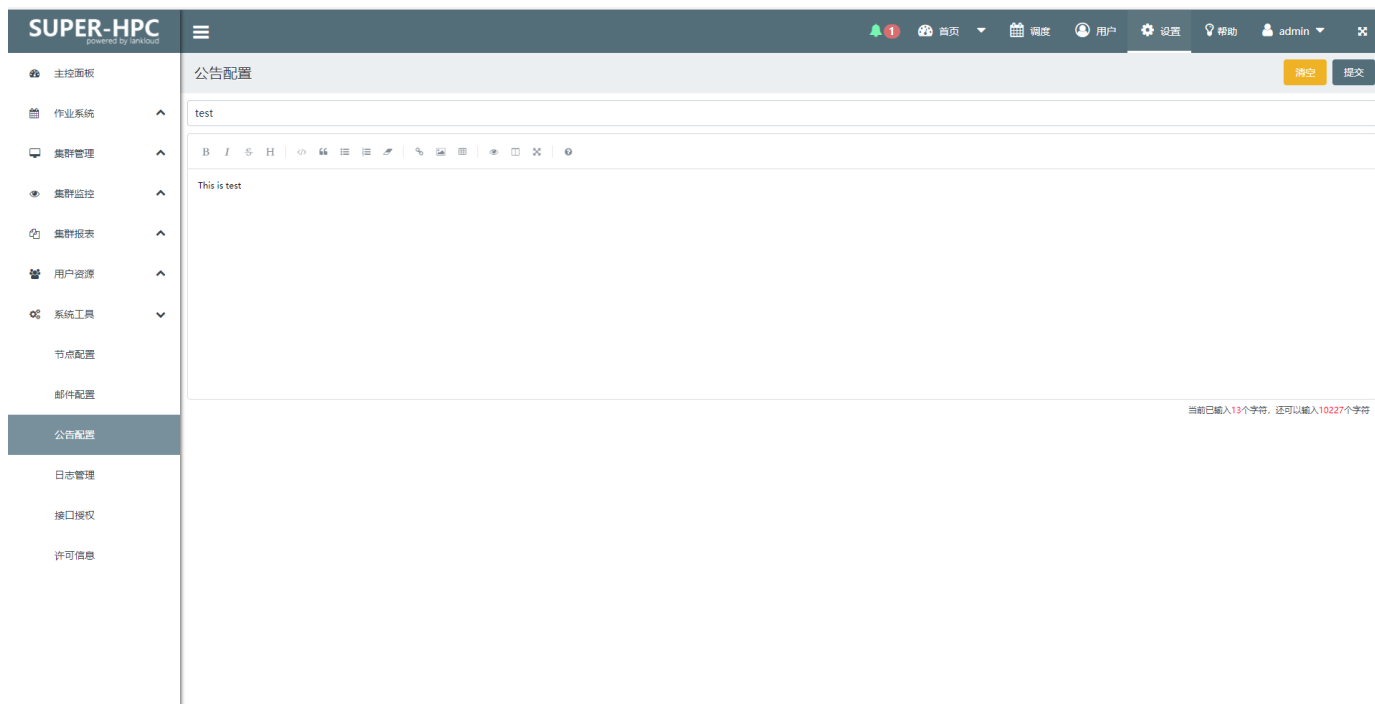 SUPER-HPC
powered by lankloud
1 首页 调度 用户 设置 帮助 admin
主控面板
作业系统
集群管理
集群监控
集群报表
用户资源
系统工具
节点配置
邮件配置
公告配置
日志管理
接口授权
许可信息
公告配置
清空 提交
test
B I S H
This is test
当前已输入13个字符，还可以输入10227个字符